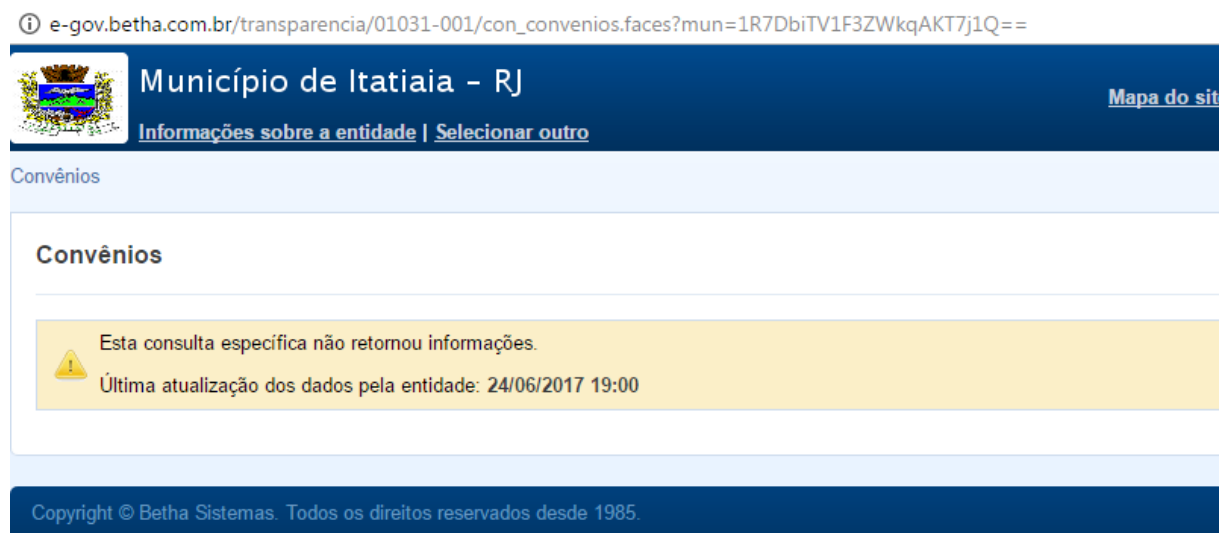 e-gov.betha.com.br/transparencia/01031-001/con_convenios.faces?mun=1R7DbiTV1F3ZWkqAKT7j1Q==
Município de Itatiaia – RJ
Mapa do sit
Informações sobre a entidade | Selecionar outro
Convênios
Convênios
Esta consulta específica não retornou informações.
Última atualização dos dados pela entidade: 24/06/2017 19:00
Copyright © Betha Sistemas. Todos os direitos reservados desde 1985.